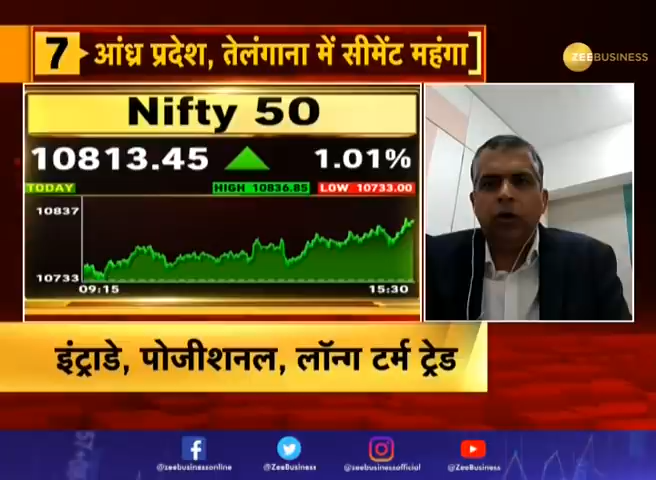 7 आंध्र प्रदेश, तेलंगाना में सीमेंट महंगा
ZEEBUSINESS
Nifty 50
10813.45 1.01%
TODAY HIGH 10836.85 LOW 10733.00
10837
10733
09:15 15:30
इंट्राडे, पोजीशनल, लॉन्ग टर्म ट्रेड
@zeebusinessonline @ZeeBusiness @zeebusinessofficial @ZeeBusiness